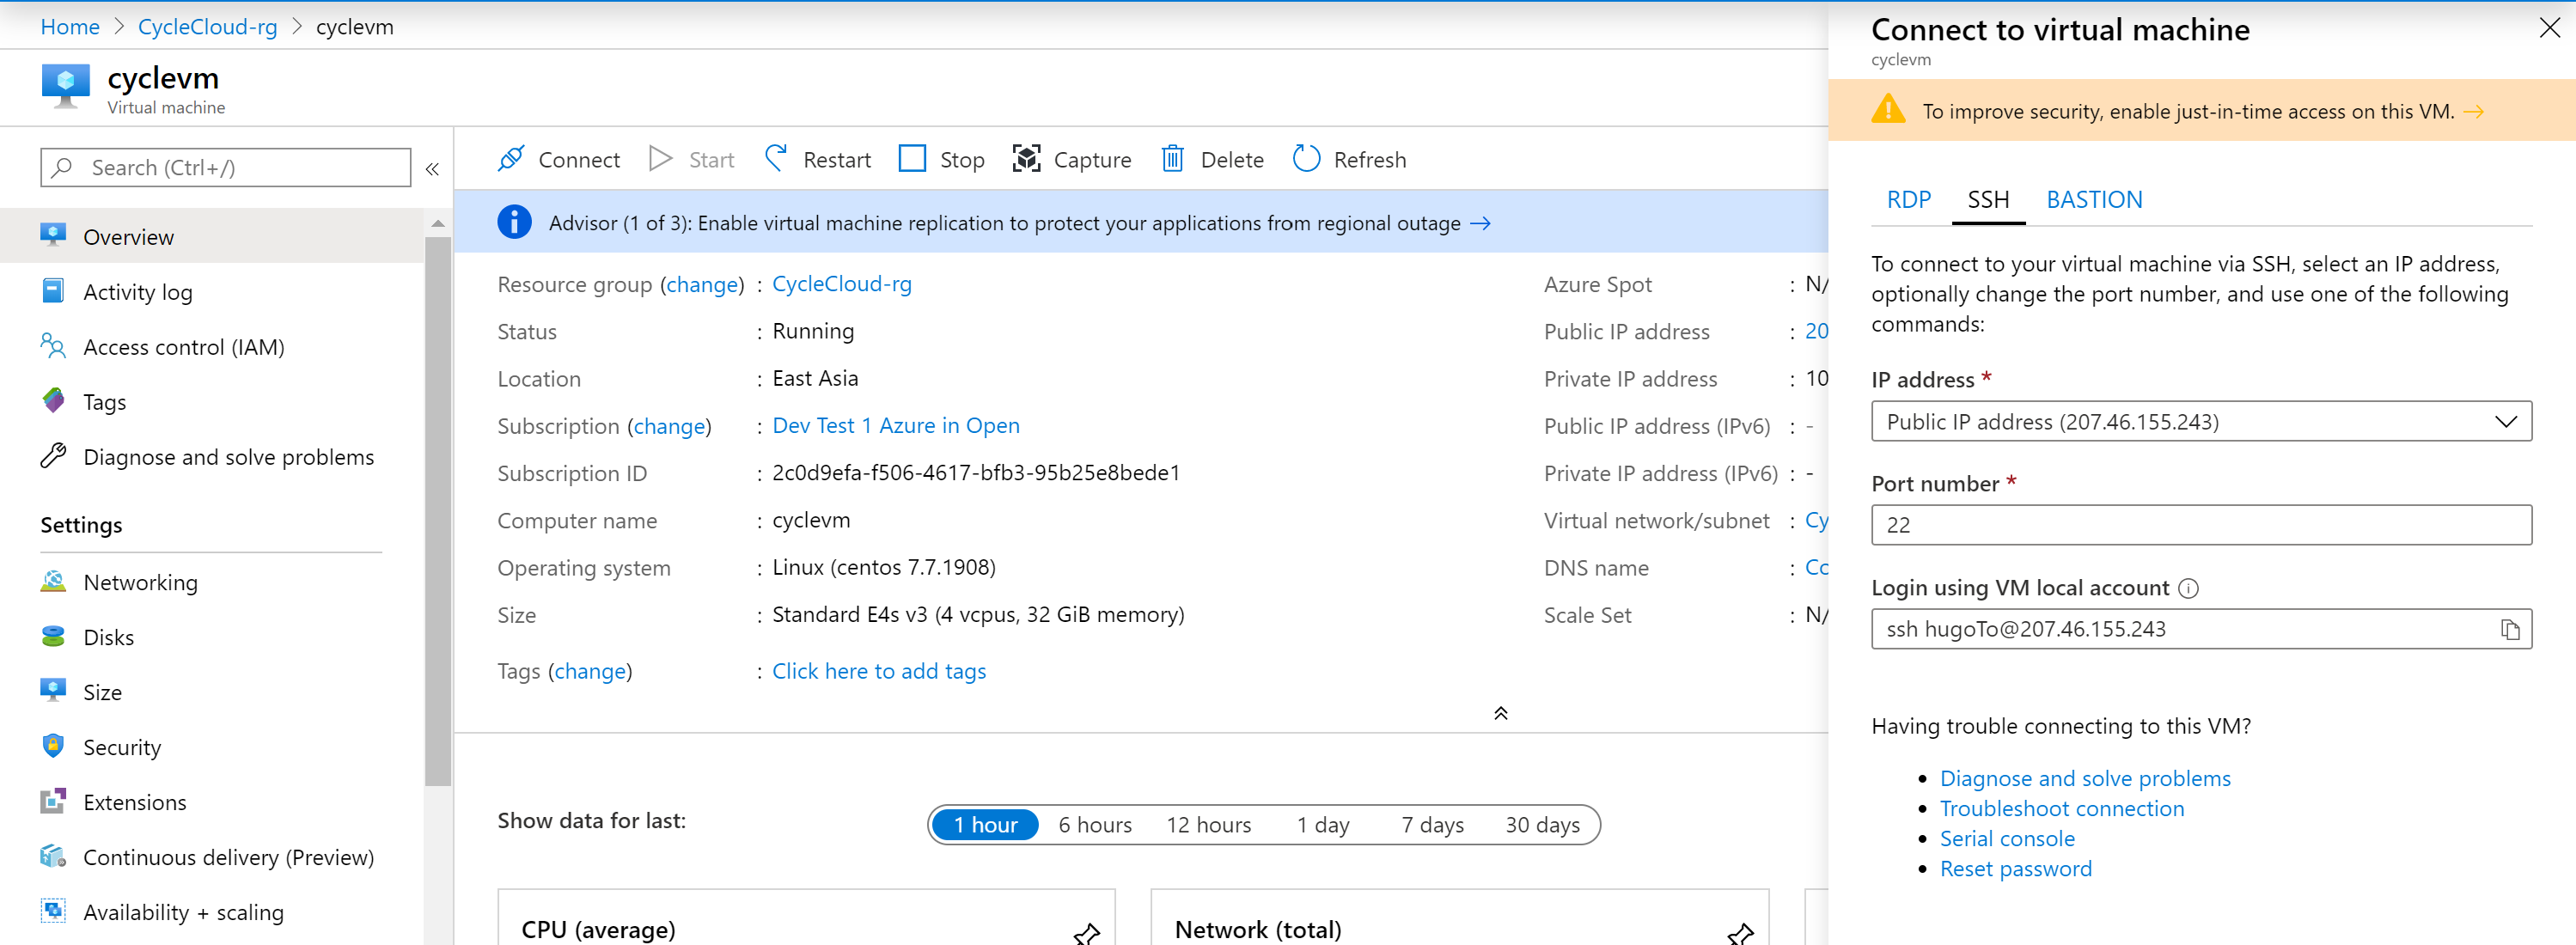 Home > CycleCloud-rg > cyclevm
cyclevm
Virtual machine
Search (Ctrl+/)
«
Overview
Activity log
Access control (IAM)
Tags
Diagnose and solve problems
Settings
Networking
Disks
Size
Security
Extensions
Continuous delivery (Preview)
Availability + scaling
Connect Start Restart Stop Capture Delete Refresh
Advisor (1 of 3): Enable virtual machine replication to protect your applications from regional outage →
Resource group (change) : CycleCloud-rg
Status : Running
Location : East Asia
Subscription (change) : Dev Test 1 Azure in Open
Subscription ID : 2c0d9efa-f506-4617-bfb3-95b25e8bede1
Computer name : cyclevm
Operating system : Linux (centos 7.7.1908)
Size : Standard E4s v3 (4 vcpus, 32 GiB memory)
Tags (change) : Click here to add tags
Azure Spot : N/
Public IP address : 20
Private IP address : 10
Public IP address (IPv6) : -
Private IP address (IPv6) : -
Virtual network/subnet : Cy
DNS name : Co
Scale Set : N/
Show data for last: 1 hour 6 hours 12 hours 1 day 7 days 30 days
CPU (average)
Network (total)
Connect to virtual machine
cyclevm
To improve security, enable just-in-time access on this VM. →
RDP SSH BASTION
To connect to your virtual machine via SSH, select an IP address,
optionally change the port number, and use one of the following
commands:
IP address *
Public IP address (207.46.155.243)
Port number *
22
Login using VM local account
ssh hugoTo@207.46.155.243
Having trouble connecting to this VM?
• Diagnose and solve problems
• Troubleshoot connection
• Serial console
• Reset password